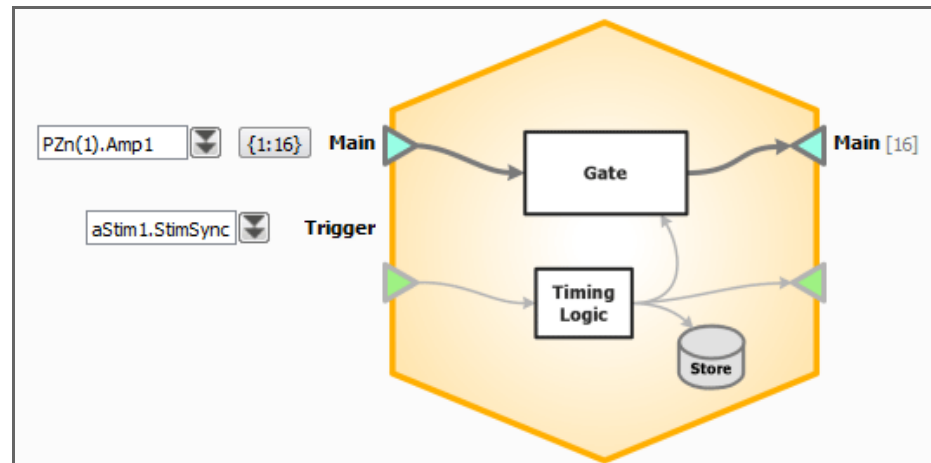 PZn(1).Amp1 {1:16} Main
Gate
Main [16]
aStim1.StimSync Trigger
Timing
Logic
Store